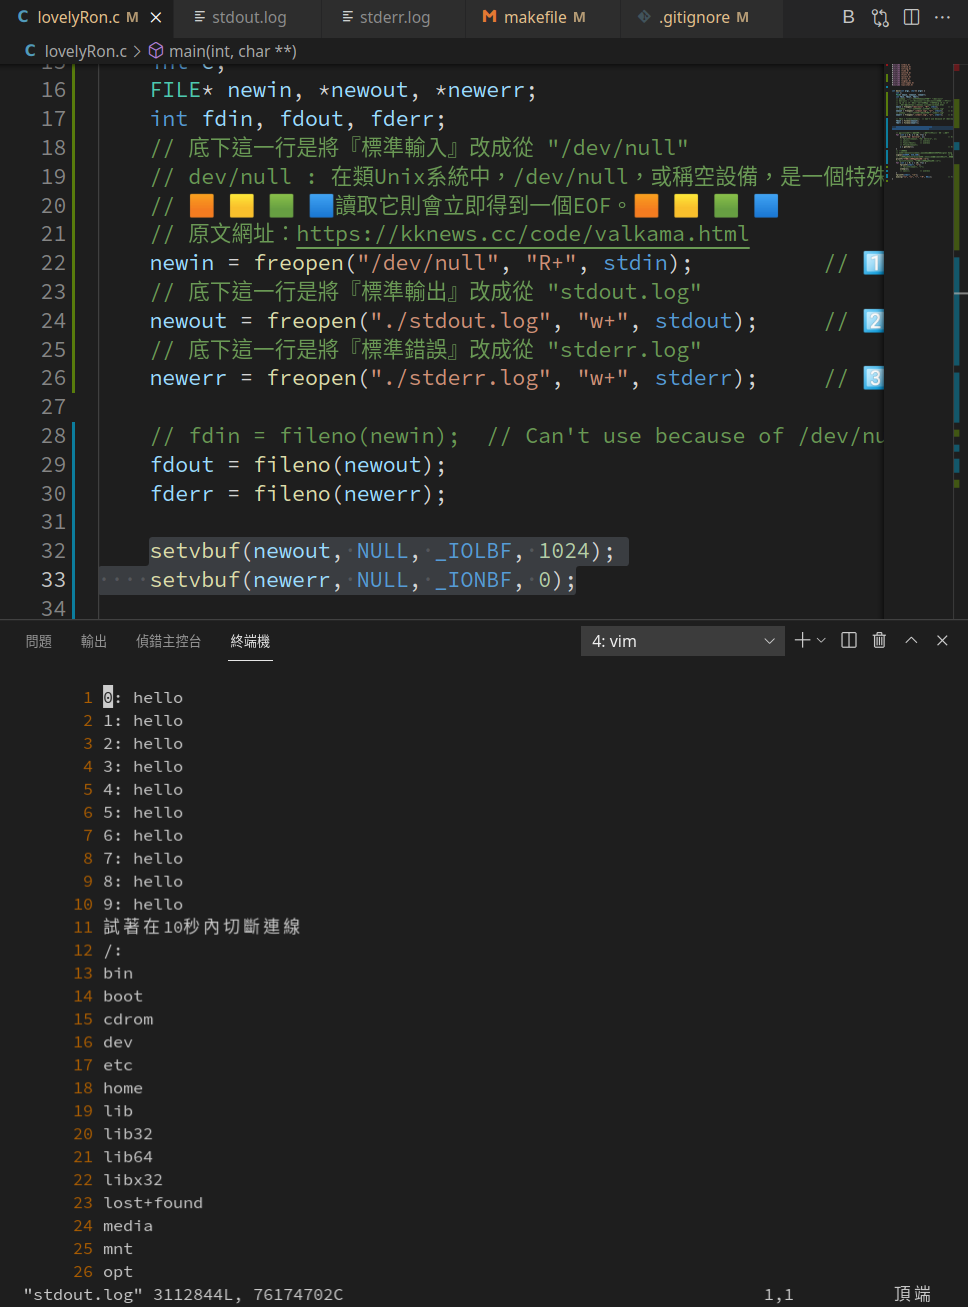 C lovelyRon.c M × stdout.log stderr.log M makefile M .gitignore M B ...
C lovelyRon.c > main(int, char **)
16 FILE* newin, *newout, *newerr;
17 int fdin, fdout, fderr;
18 // 底下這一行是將『標準輸入』改成從 "/dev/null"
19 // dev/null : 在類Unix系統中，/dev/null，或稱空設備，是一個特殊
20 // 🟧 🟨 🟩 🟦讀取它則會立即得到一個EOF。🟧 🟨 🟩 🟦
21 // 原文網址：https://kknews.cc/code/valkama.html
22 newin = freopen("/dev/null", "R+", stdin); // 1️⃣
23 // 底下這一行是將『標準輸出』改成從 "stdout.log"
24 newout = freopen("./stdout.log", "w+", stdout); // 2️⃣
25 // 底下這一行是將『標準錯誤』改成從 "stderr.log"
26 newerr = freopen("./stderr.log", "w+", stderr); // 3️⃣
27
28 // fdin = fileno(newin); // Can't use because of /dev/nu
29 fdout = fileno(newout);
30 fderr = fileno(newerr);
31
32 setvbuf(newout, NULL, _IOLBF, 1024);
33 setvbuf(newerr, NULL, _IONBF, 0);
34
問題 輸出 偵錯主控台 終端機 4: vim
1 0: hello
2 1: hello
3 2: hello
4 3: hello
5 4: hello
6 5: hello
7 6: hello
8 7: hello
9 8: hello
10 9: hello
11 試著在10秒內切斷連線
12 /:
13 bin
14 boot
15 cdrom
16 dev
17 etc
18 home
19 lib
20 lib32
21 lib64
22 libx32
23 lost+found
24 media
25 mnt
26 opt
"stdout.log" 3112844L, 76174702C 1,1 頂端